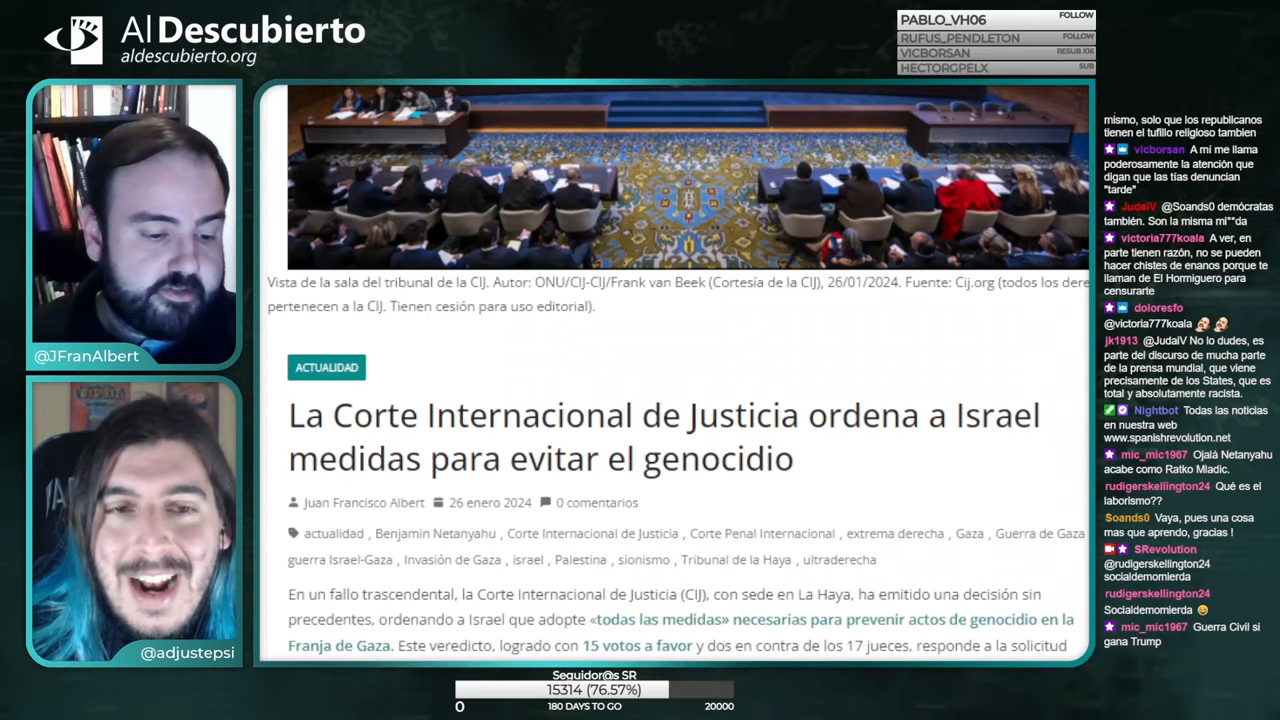 Al Descubierto
aldescubierto.org
PABLO_VH06 FOLLOW
RUFUS_PENDLETON FOLLOW
VICBORSAN RESUB X16
HECTORGPELX SUB
@JFranAlbert
@adjustepsi
Vista de la sala del tribunal de la CIJ. Autor: ONU/CIJ-CIJ/Frank van Beek (Cortesía de la CIJ), 26/01/2024. Fuente: Cij.org (todos los dere
pertenecen a la CIJ. Tienen cesión para uso editorial).
ACTUALIDAD
La Corte Internacional de Justicia ordena a Israel
medidas para evitar el genocidio
Juan Francisco Albert 26 enero 2024 0 comentarios
actualidad , Benjamin Netanyahu , Corte Internacional de Justicia , Corte Penal Internacional , extrema derecha , Gaza , Guerra de Gaza
guerra Israel-Gaza , Invasión de Gaza , israel , Palestina , sionismo , Tribunal de la Haya , ultraderecha
En un fallo trascendental, la Corte Internacional de Justicia (CIJ), con sede en La Haya, ha emitido una decisión sin
precedentes, ordenando a Israel que adopte «todas las medidas» necesarias para prevenir actos de genocidio en la
Franja de Gaza. Este veredicto, logrado con 15 votos a favor y dos en contra de los 17 jueces, responde a la solicitud
mismo, solo que los republicanos
tienen el tufillo religioso tambien
vicborsan A mí me llama
poderosamente la atención que
digan que las tías denuncian
"tarde"
JudaIV @Soands0 demócratas
también. Son la misma mi**da
victoria777koala A ver, en
parte tienen razón, no se pueden
hacer chistes de enanos porque te
llaman de El Hormiguero para
censurarte
doloresfo
@victoria777koala
jk1913 @JudaIV No lo dudes, es
parte del discurso de mucha parte
de la prensa mundial, que viene
precisamente de los States, que es
total y absolutamente racista.
Nightbot Todas las noticias
en nuestra web
www.spanishrevolution.net
mic_mic1967 Ojalá Netanyahu
acabe como Ratko Mladic.
rudigerskellington24 Qué es el
laborismo??
Soands0 Vaya, pues una cosa
mas que aprendo, gracias !
SRevolution
@rudigerskellington24
socialdemomierda
rudigerskellington24
Socialdemomierda 😄
mic_mic1967 Guerra Civil si
gana Trump
Seguidor@s SR
15314 (76.57%)
0 180 DAYS TO GO 20000